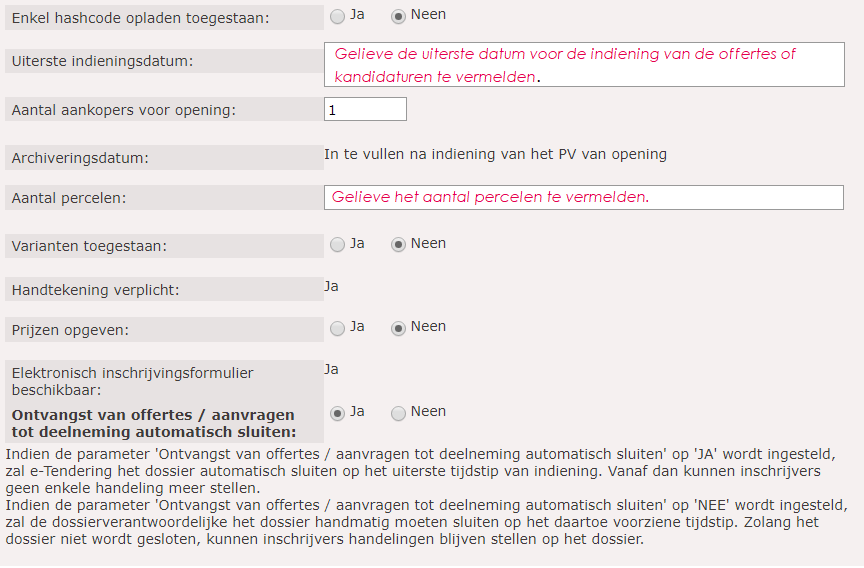 Enkel hashcode opladen toegestaan: Ja Neen
Uiterste indieningsdatum: Gelieve de uiterste datum voor de indiening van de offertes of
kandidaturen te vermelden.
Aantal aankopers voor opening: 1
Archiveringsdatum: In te vullen na indiening van het PV van opening
Aantal percelen: Gelieve het aantal percelen te vermelden.
Varianten toegestaan: Ja Neen
Handtekening verplicht: Ja
Prijzen opgeven: Ja Neen
Elektronisch inschrijvingsformulier Ja
beschikbaar:
Ontvangst van offertes / aanvragen Ja Neen
tot deelneming automatisch sluiten:
Indien de parameter 'Ontvangst van offertes / aanvragen tot deelneming automatisch sluiten' op 'JA' wordt ingesteld,
zal e-Tendering het dossier automatisch sluiten op het uiterste tijdstip van indiening. Vanaf dan kunnen inschrijvers
geen enkele handeling meer stellen.
Indien de parameter 'Ontvangst van offertes / aanvragen tot deelneming automatisch sluiten' op 'NEE' wordt ingesteld,
zal de dossierverantwoordelijke het dossier handmatig moeten sluiten op het daartoe voorziene tijdstip. Zolang het
dossier niet wordt gesloten, kunnen inschrijvers handelingen blijven stellen op het dossier.